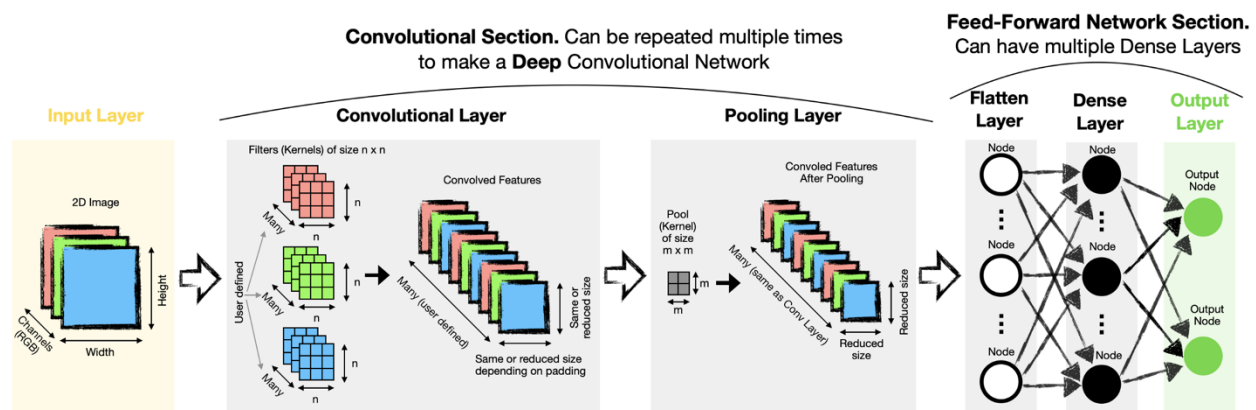 Convolutional Section. Can be repeated multiple times
to make a Deep Convolutional Network
Feed-Forward Network Section.
Can have multiple Dense Layers
Input Layer
Convolutional Layer
Pooling Layer
Flatten
Layer
Dense
Layer
Output
Layer
2D Image
Height
Width
Channels
(RGB)
Filters (Kernels) of size n x n
User defined
Many
n
n
Many
n
n
Many
n
n
Convolved Features
Many (user defined)
Same or
reduced size
Same or reduced size
depending on padding
Pool
(Kernel)
of size
m x m
m
m
Convoled Features
After Pooling
Many (same as Conv Layer)
Reduced size
Reduced
size
Node
Node
Node
Node
Node
Node
Output
Node
Output
Node